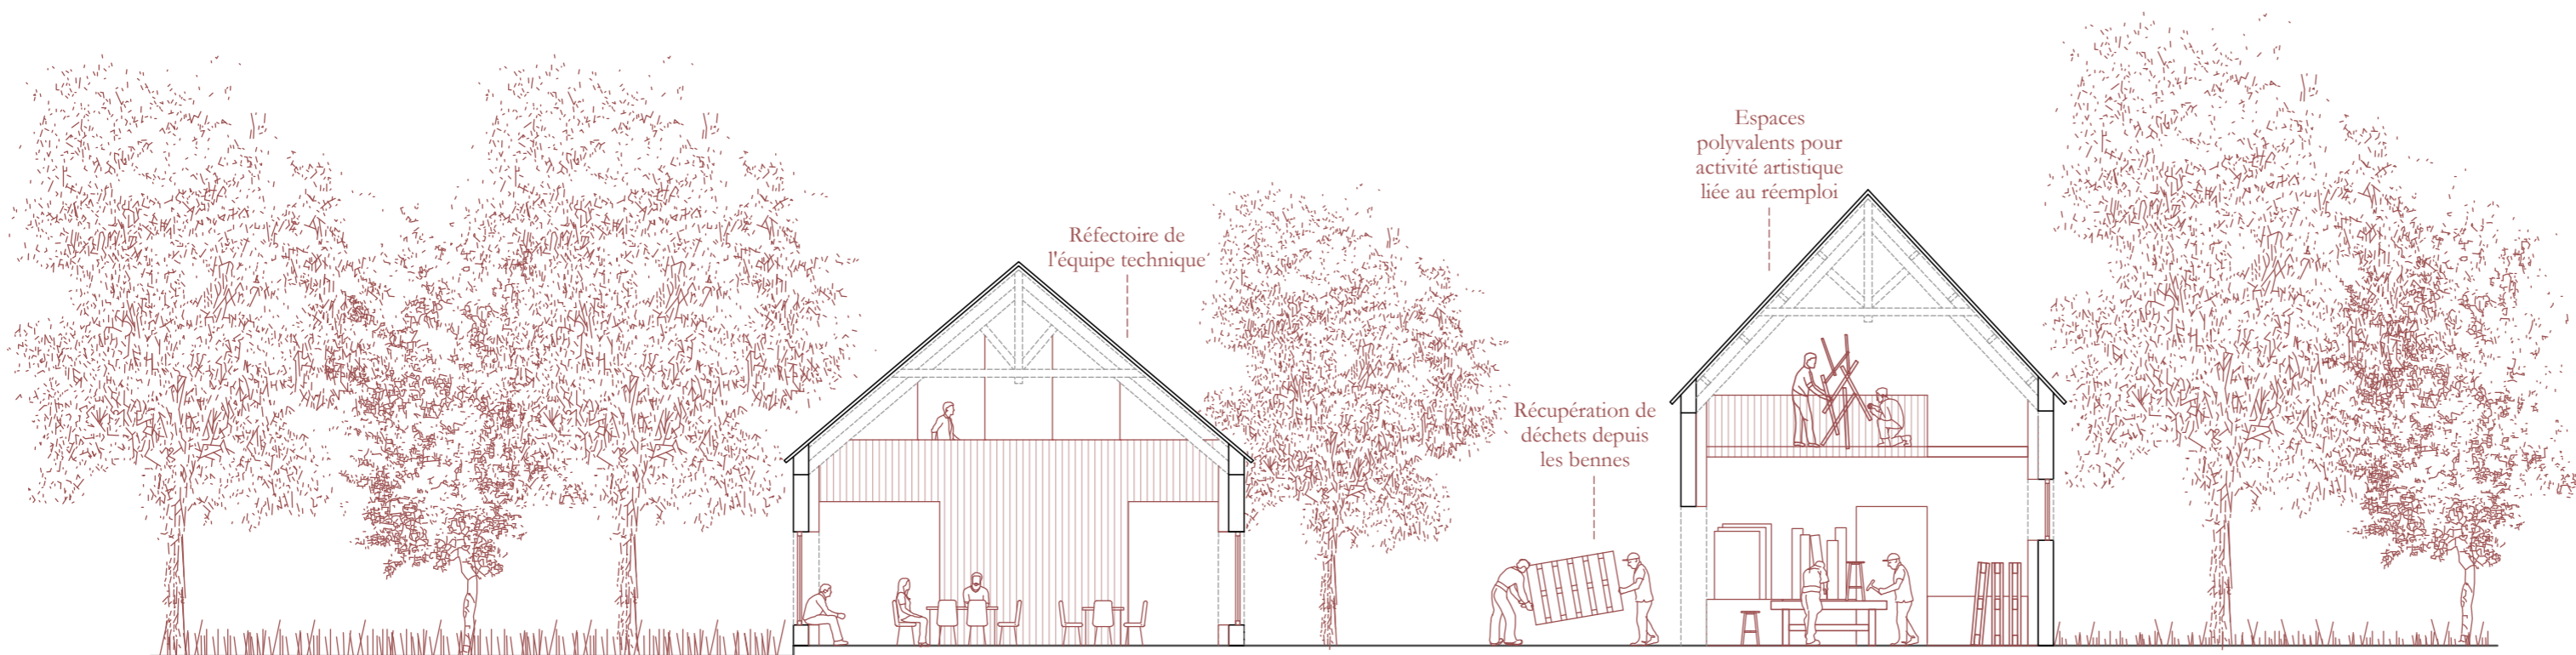 Réfectoire de
l'équipe technique
Récupération de
déchets depuis
les bennes
Espaces
polyvalents pour
activité artistique
liée au réemploi